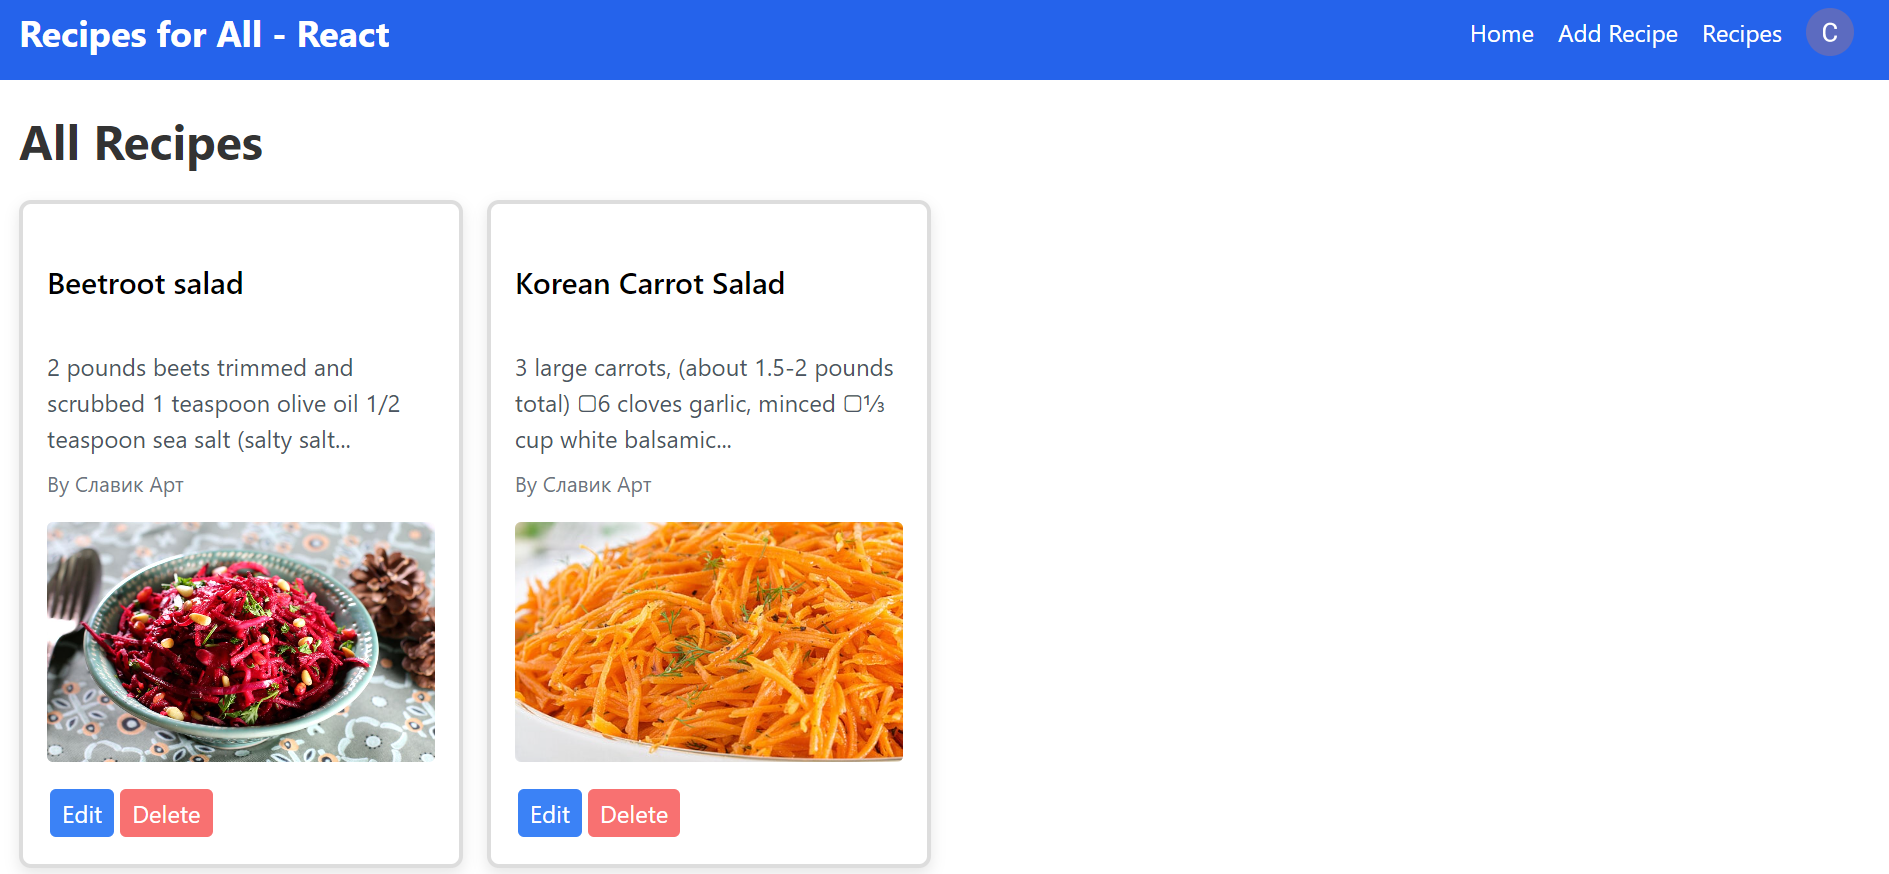 Recipes for All - React
Home Add Recipe Recipes C
All Recipes
Beetroot salad
2 pounds beets trimmed and
scrubbed 1 teaspoon olive oil 1/2
teaspoon sea salt (salty salt...
By Славик Арт
Edit Delete
Korean Carrot Salad
3 large carrots, (about 1.5-2 pounds
total) ▢6 cloves garlic, minced ▢⅓
cup white balsamic...
By Славик Арт
Edit Delete